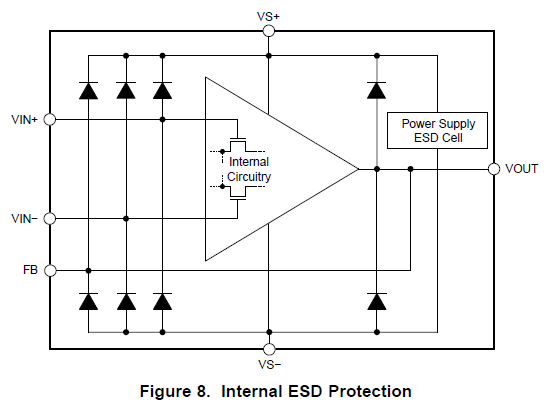 VS+
VIN+
Power Supply
ESD Cell
Internal
Circuitry
VOUT
VIN−
FB
VS−
Figure 8. Internal ESD Protection